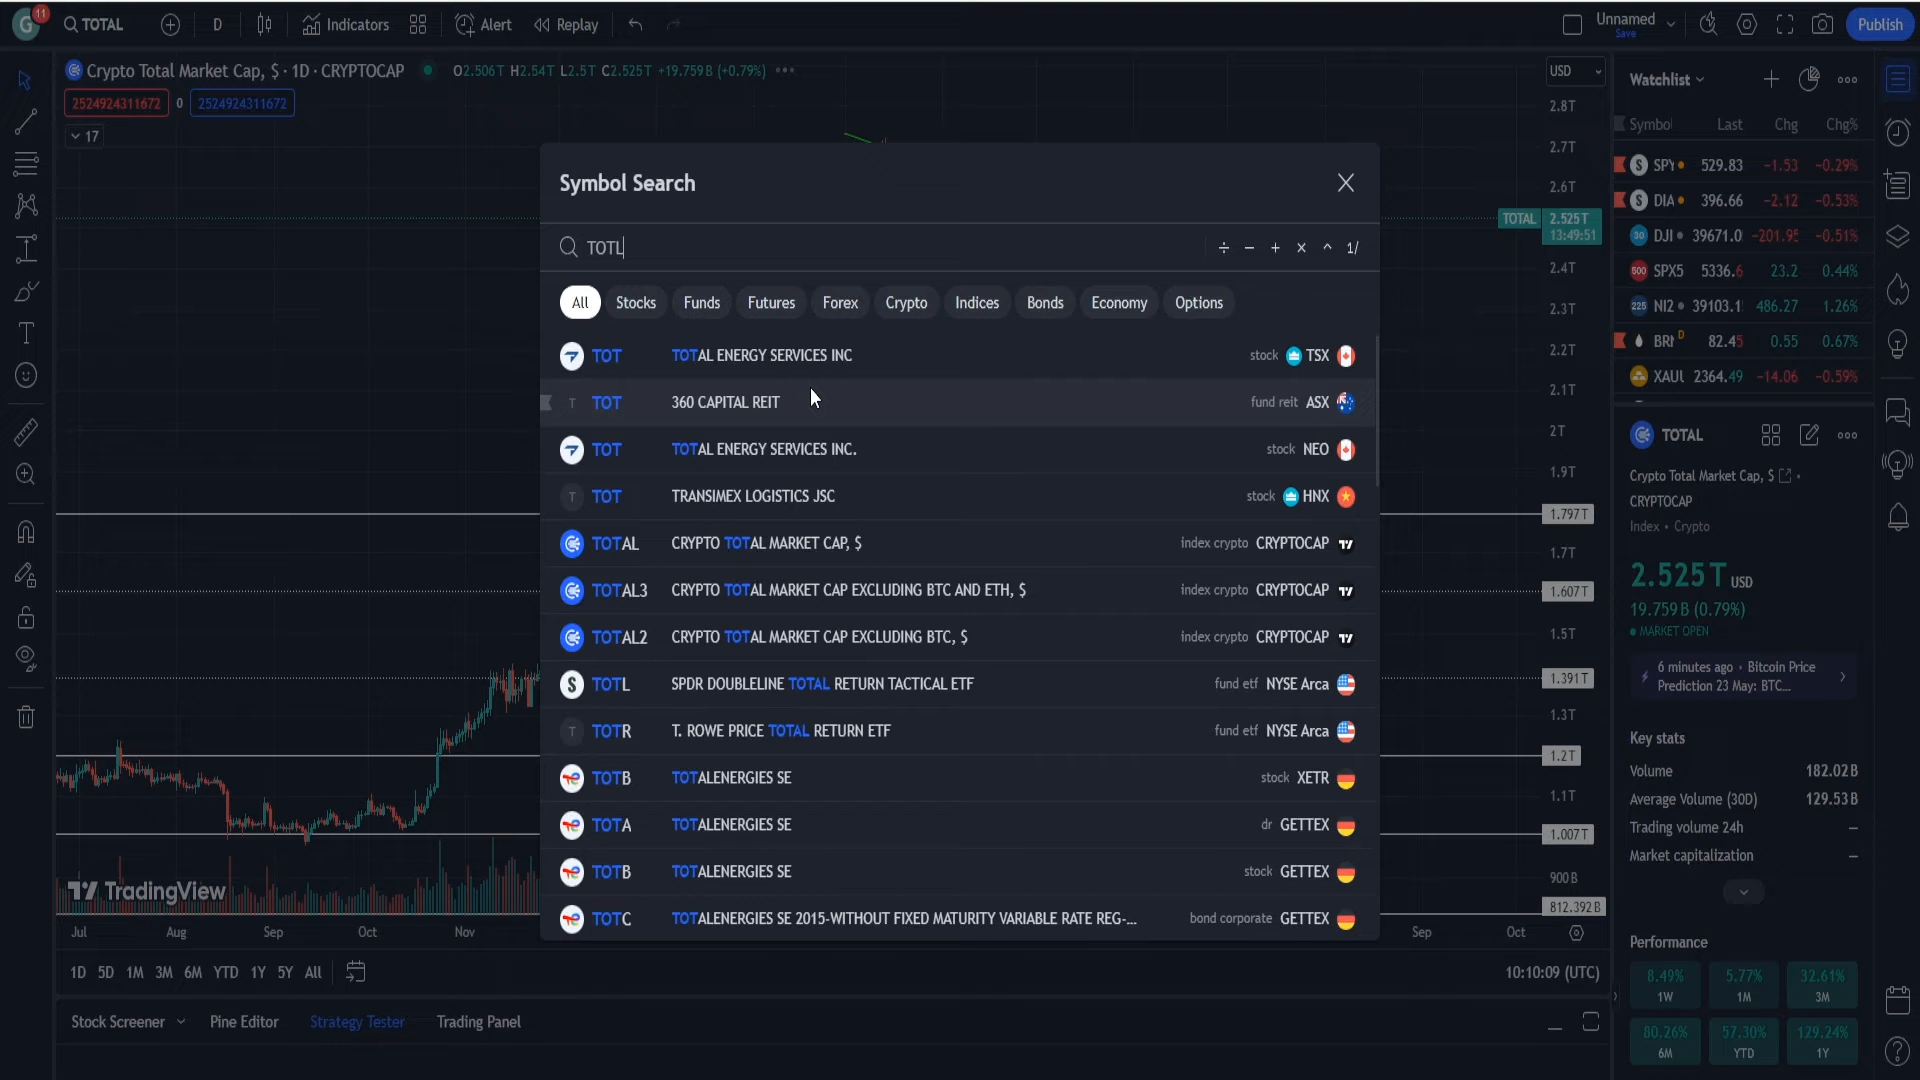 G 11 TOTAL D Indicators Alert Replay Unnamed Save Publish
Crypto Total Market Cap, $ · 1D · CRYPTOCAP O2.506T H2.54T L2.5T C2.525T +19.759B (+0.79%)
2524924311672 0 2524924311672
17
USD
2.8T
2.7T
2.6T
TOTAL 2.525T
13:49:51
2.4T
2.3T
2.2T
2.1T
2T
1.9T
1.797T
1.7T
1.607T
1.5T
1.391T
1.3T
1.2T
1.1T
1.007T
900B
812.392B
Symbol Search
TOTL ÷ − + × ^ 1/
All Stocks Funds Futures Forex Crypto Indices Bonds Economy Options
TOT TOTAL ENERGY SERVICES INC stock TSX
T TOT 360 CAPITAL REIT fund reit ASX
TOT TOTAL ENERGY SERVICES INC. stock NEO
T TOT TRANSIMEX LOGISTICS JSC stock HNX
TOTAL CRYPTO TOTAL MARKET CAP, $ index crypto CRYPTOCAP
TOTAL3 CRYPTO TOTAL MARKET CAP EXCLUDING BTC AND ETH, $ index crypto CRYPTOCAP
TOTAL2 CRYPTO TOTAL MARKET CAP EXCLUDING BTC, $ index crypto CRYPTOCAP
S TOTL SPDR DOUBLELINE TOTAL RETURN TACTICAL ETF fund etf NYSE Arca
T TOTR T. ROWE PRICE TOTAL RETURN ETF fund etf NYSE Arca
TOTB TOTALENERGIES SE stock XETR
TOTA TOTALENERGIES SE dr GETTEX
TOTB TOTALENERGIES SE stock GETTEX
TOTC TOTALENERGIES SE 2015-WITHOUT FIXED MATURITY VARIABLE RATE REG-... bond corporate GETTEX
TradingView
Jul Aug Sep Oct Nov Sep Oct
1D 5D 1M 3M 6M YTD 1Y 5Y All 10:10:09 (UTC)
Stock Screener Pine Editor Strategy Tester Trading Panel
Watchlist
Symbol Last Chg Chg%
S SPY 529.83 −1.53 −0.29%
S DIA 396.66 −2.12 −0.53%
30 DJI 39671.0 −201.95 −0.51%
500 SPX5 5336.6 23.2 0.44%
225 NI2 39103.1 486.27 1.26%
BRN D 82.45 0.55 0.67%
XAUU 2364.49 −14.06 −0.59%
TOTAL
Crypto Total Market Cap, $ •
CRYPTOCAP
Index • Crypto
2.525T USD
19.759B (0.79%)
MARKET OPEN
6 minutes ago • Bitcoin Price
Prediction 23 May: BTC...
Key stats
Volume 182.02B
Average Volume (30D) 129.53B
Trading volume 24h —
Market capitalization —
Performance
8.49% 5.77% 32.61%
1W 1M 3M
80.26% 57.30% 129.24%
6M YTD 1Y